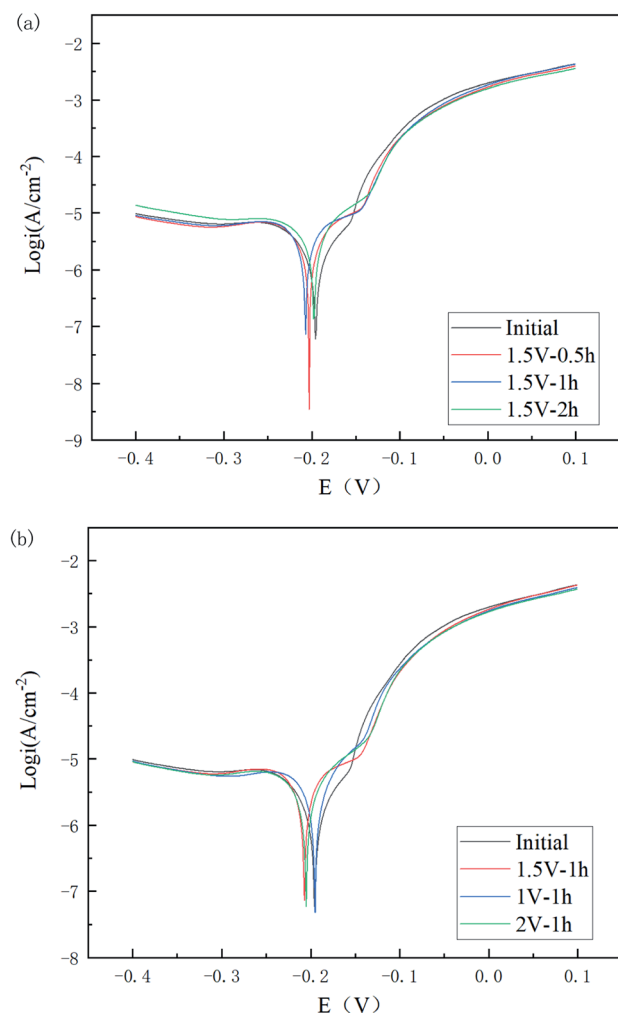 (a)
-2
-3
-4
-5
-6
-7
-8
-9
Logi(A/cm-2)
-0.4
-0.3
-0.2
-0.1
0.0
0.1
E（V）
Initial
1.5V-0.5h
1.5V-1h
1.5V-2h
(b)
-2
-3
-4
-5
-6
-7
-8
Logi(A/cm-2)
-0.4
-0.3
-0.2
-0.1
0.0
0.1
E（V）
Initial
1.5V-1h
1V-1h
2V-1h